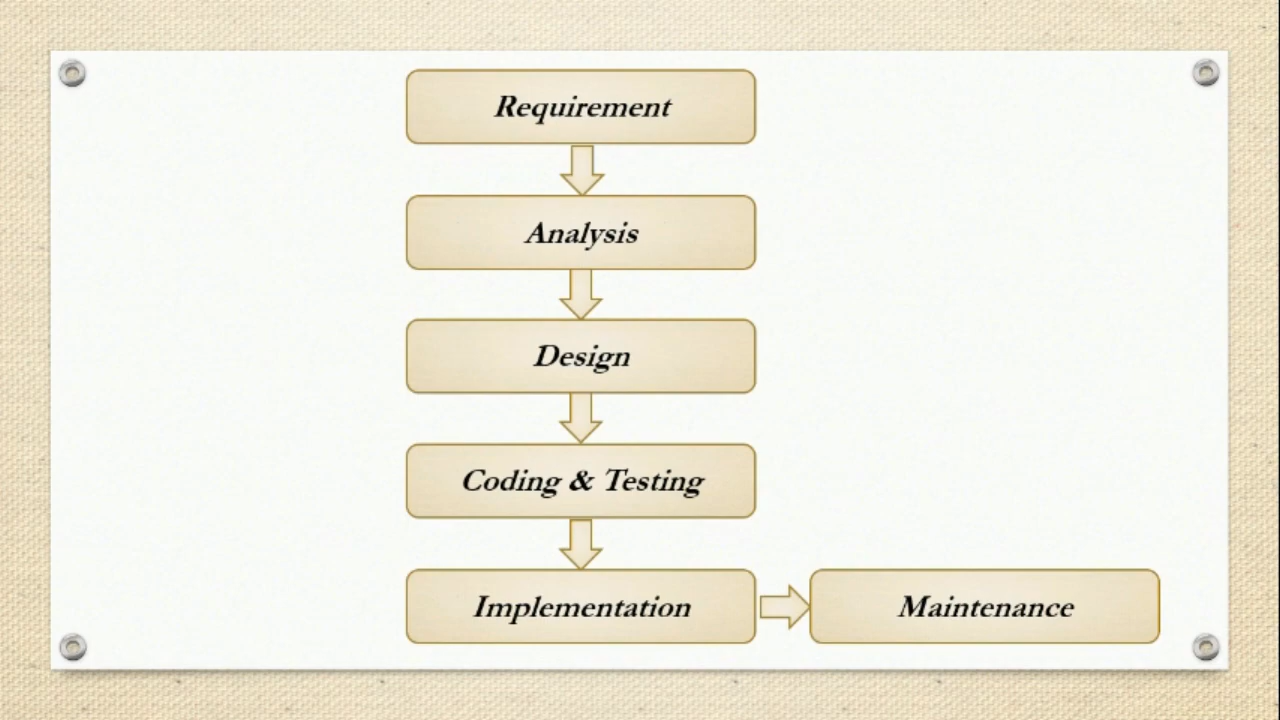 Requirement
Analysis
Design
Coding & Testing
Implementation
Maintenance